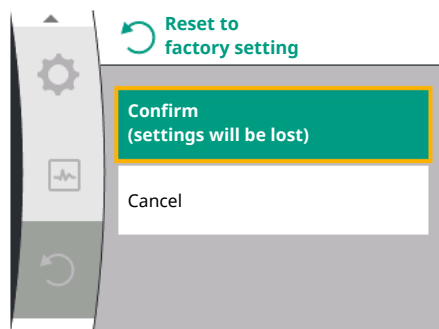 Reset to
factory setting
Confirm
(settings will be lost)
Cancel